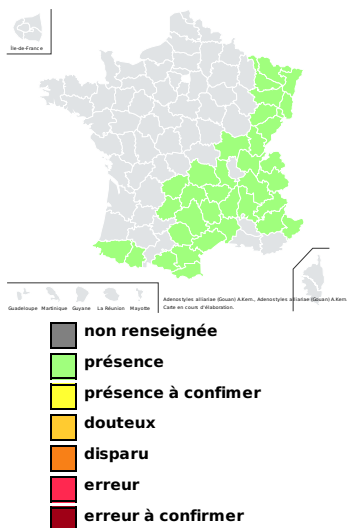 Île-de-France
Guadeloupe Martinique Guyane La Réunion Mayotte
Adenostyles alliariae (Gouan) A.Kern., Adenostyles alliariae (Gouan) A.Kern
Carte en cours d'élaboration.
non renseignée
présence
présence à confimer
douteux
disparu
erreur
erreur à confirmer